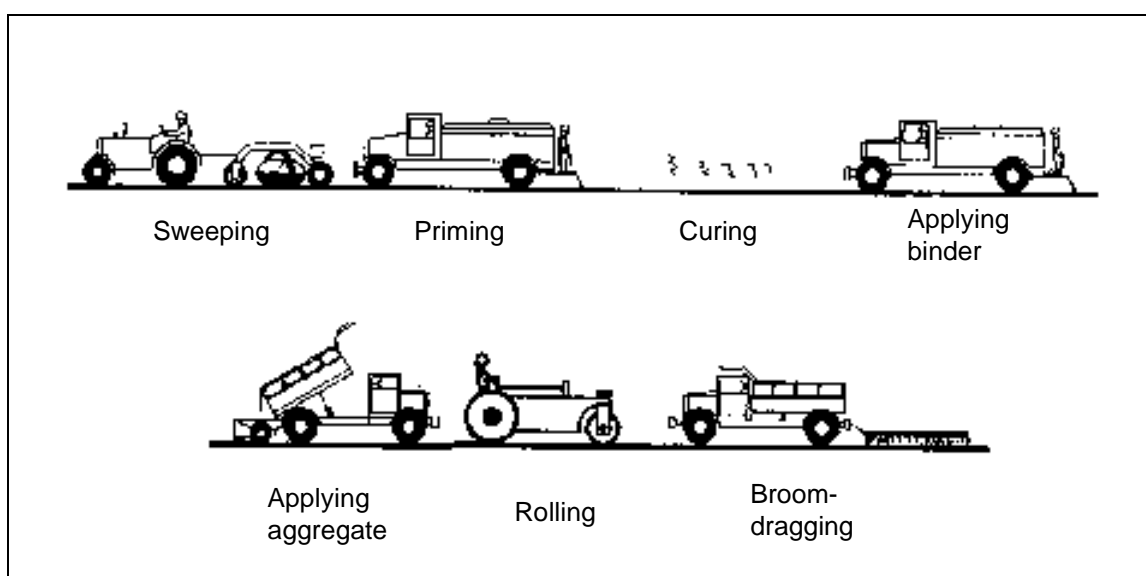 Sweeping
Priming
Curing
Applying
binder
Applying
aggregate
Rolling
Broom-
dragging